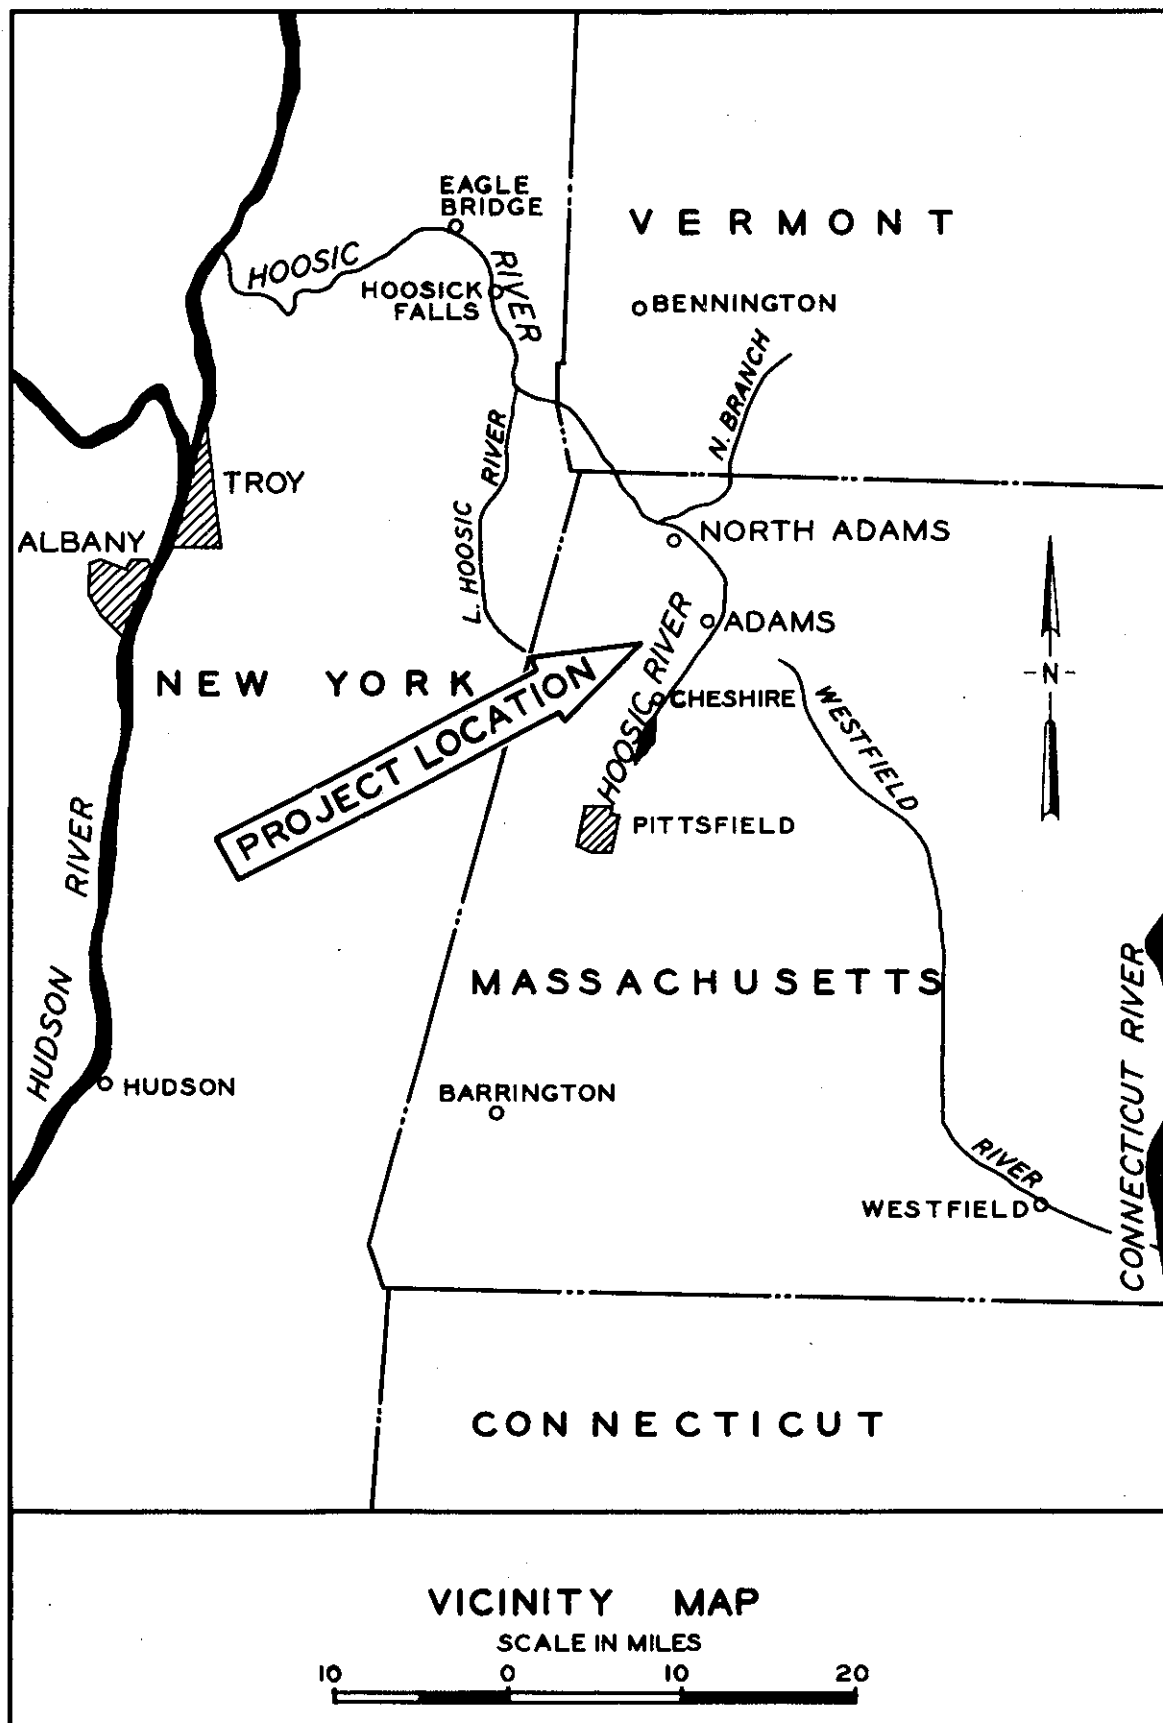 EAGLE
BRIDGE
VERMONT
HOOSIC
RIVER
HOOSICK
FALLS
BENNINGTON
N. BRANCH
RIVER
TROY
L. HOOSIC
NORTH ADAMS
ALBANY
ADAMS
HOOSIC RIVER
-N-
NEW YORK
CHESHIRE
WESTFIELD
PROJECT LOCATION
PITTSFIELD
RIVER
HUDSON
MASSACHUSETTS
CONNECTICUT RIVER
HUDSON
BARRINGTON
RIVER
WESTFIELD
CONNECTICUT
VICINITY MAP
SCALE IN MILES
10 0 10 20